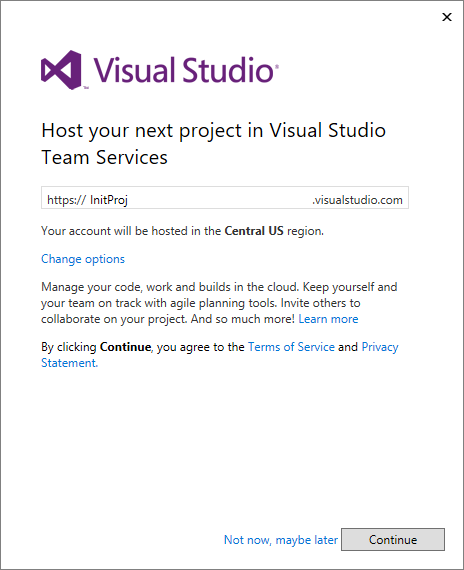 Visual Studio
Host your next project in Visual Studio
Team Services
https:// InitProj .visualstudio.com
Your account will be hosted in the Central US region.
Change options
Manage your code, work and builds in the cloud. Keep yourself and
your team on track with agile planning tools. Invite others to
collaborate on your project. And so much more! Learn more
By clicking Continue, you agree to the Terms of Service and Privacy
Statement.
Not now, maybe later Continue